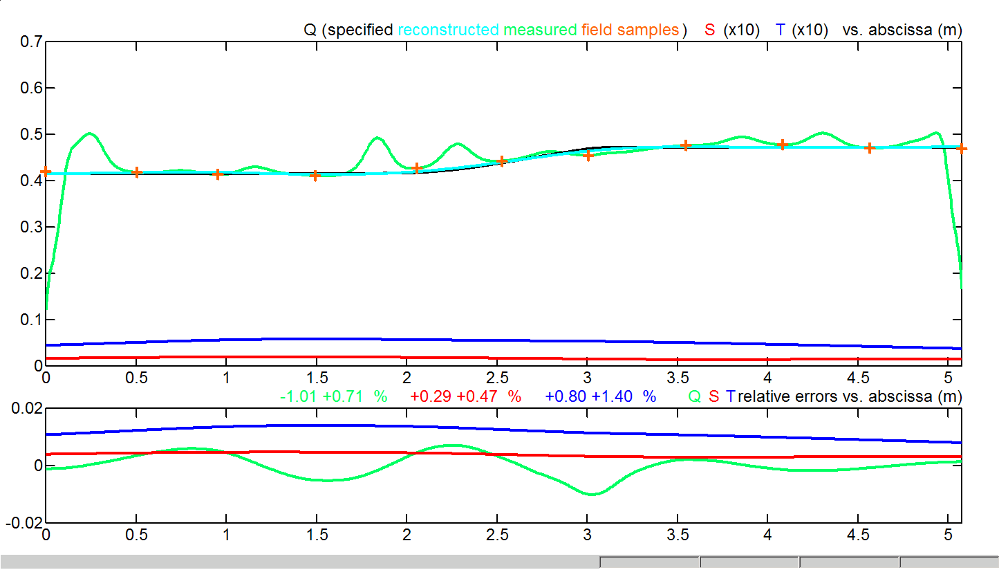 Q (specified reconstructed measured field samples) S (x10) T (x10) vs. abscissa (m)
0.7
0.6
0.5
0.4
0.3
0.2
0.1
0
0 0.5 1 1.5 2 2.5 3 3.5 4 4.5 5
-1.01 +0.71 % +0.29 +0.47 % +0.80 +1.40 % Q S T relative errors vs. abscissa (m)
0.02
0
-0.02
0 0.5 1 1.5 2 2.5 3 3.5 4 4.5 5